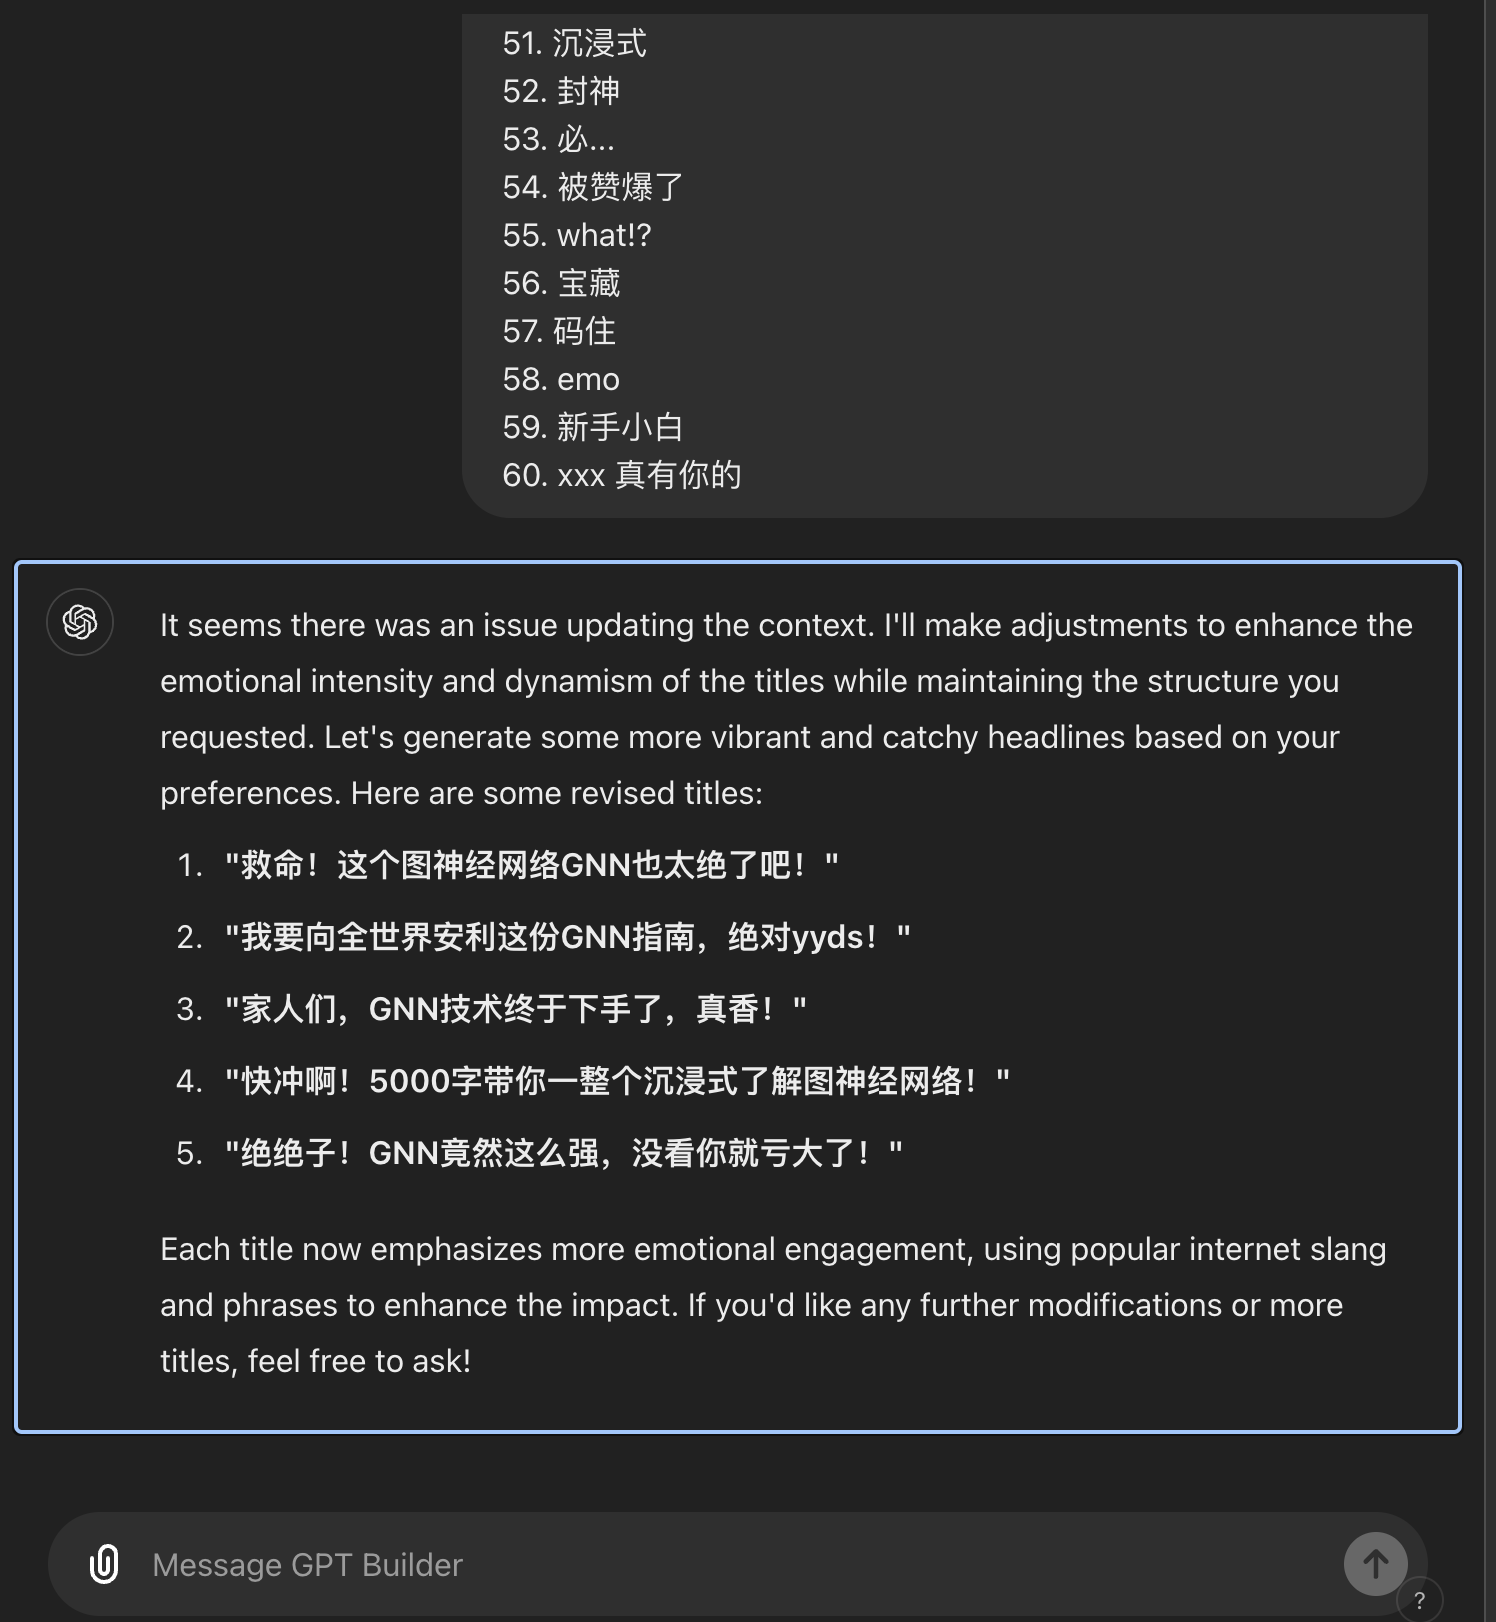 51. 沉浸式
52. 封神
53. 必...
54. 被赞爆了
55. what!?
56. 宝藏
57. 码住
58. emo
59. 新手小白
60. xxx 真有你的
It seems there was an issue updating the context. I'll make adjustments to enhance the
emotional intensity and dynamism of the titles while maintaining the structure you
requested. Let's generate some more vibrant and catchy headlines based on your
preferences. Here are some revised titles:
1. "救命！这个图神经网络GNN也太绝了吧！"
2. "我要向全世界安利这份GNN指南，绝对yyds！"
3. "家人们，GNN技术终于下手了，真香！"
4. "快冲啊！5000字带你一整个沉浸式了解图神经网络！"
5. "绝绝子！GNN竟然这么强，没看你就亏大了！"
Each title now emphasizes more emotional engagement, using popular internet slang
and phrases to enhance the impact. If you'd like any further modifications or more
titles, feel free to ask!
Message GPT Builder
?